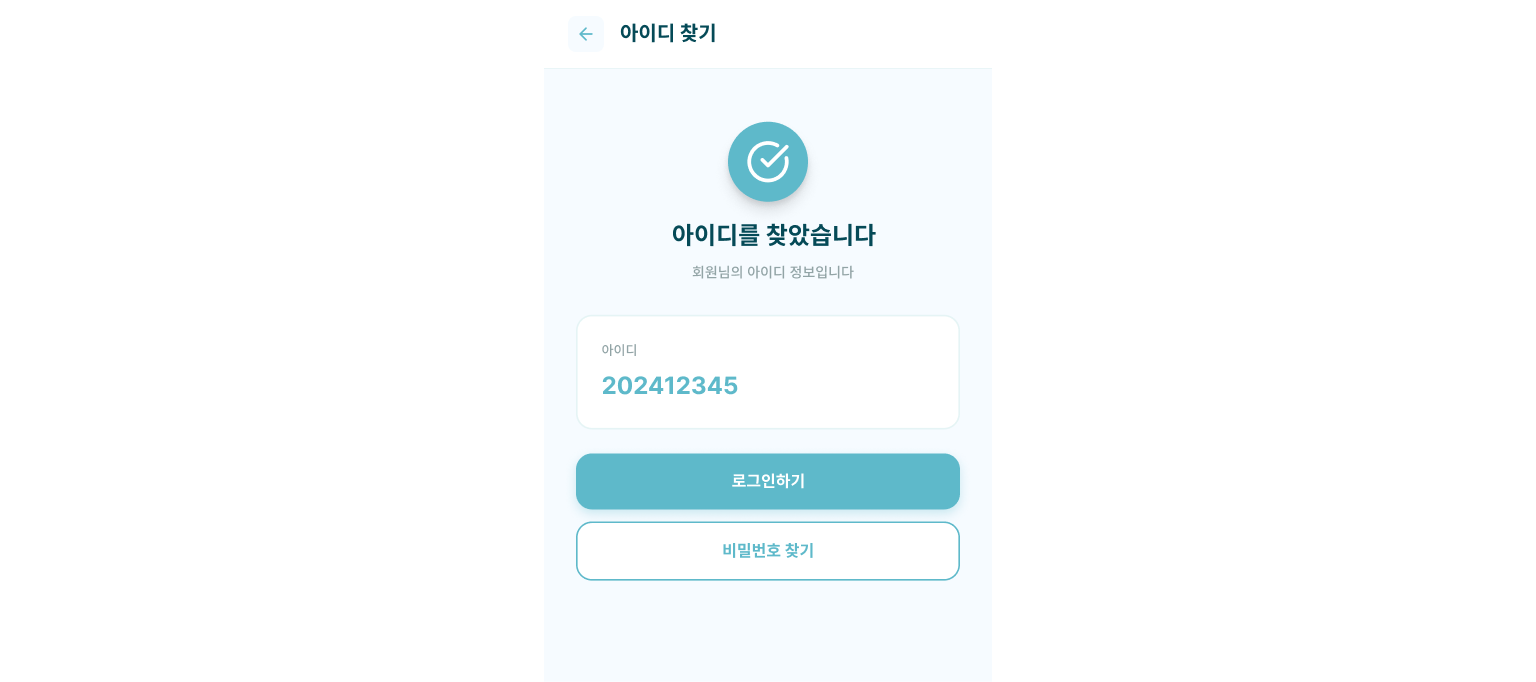 아이디 찾기
아이디를 찾았습니다
회원님의 아이디 정보입니다
아이디
202412345
로그인하기
비밀번호 찾기